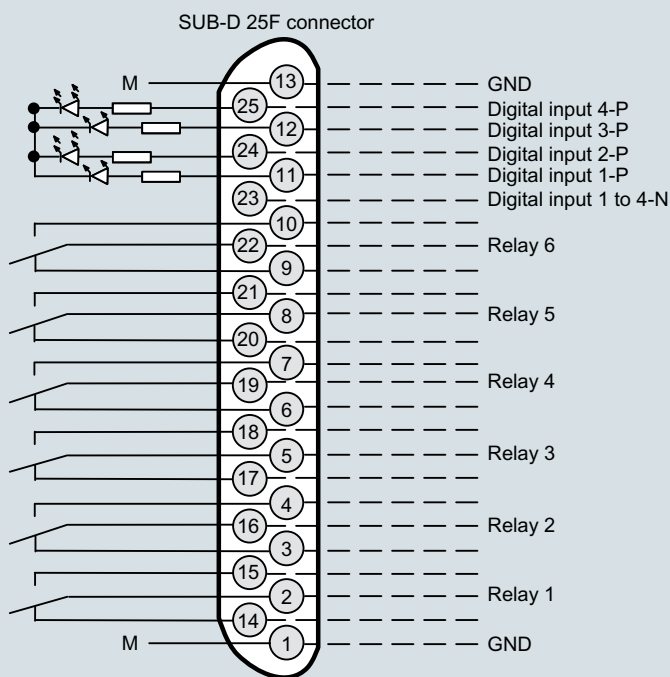 SUB-D 25F connector
M 13 GND
25 Digital input 4-P
12 Digital input 3-P
24 Digital input 2-P
11 Digital input 1-P
23 Digital input 1 to 4-N
10
22 Relay 6
9
21
8 Relay 5
20
7
19 Relay 4
6
18
5 Relay 3
17
4
16 Relay 2
3
15
2 Relay 1
14
M 1 GND